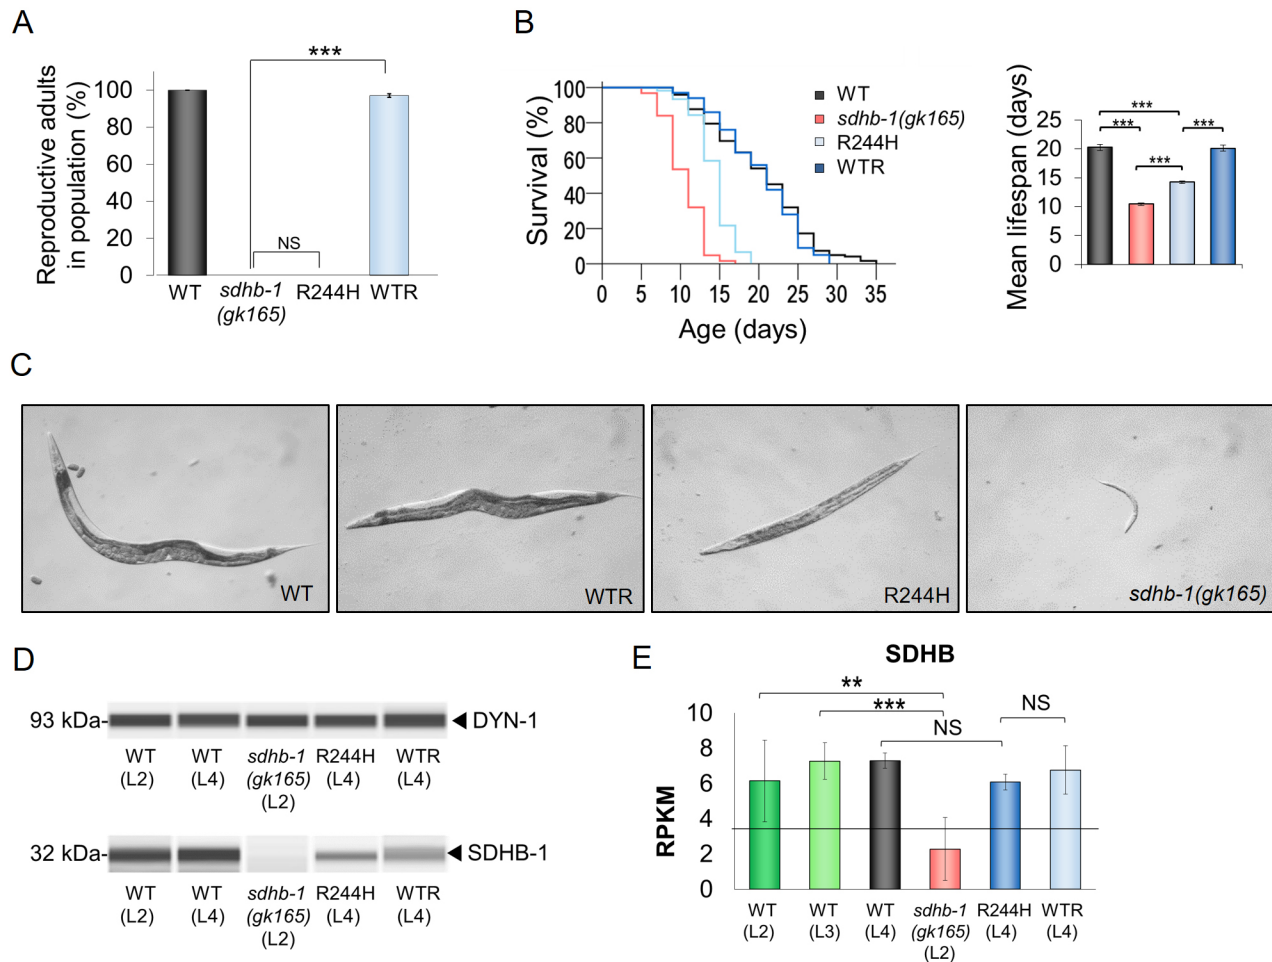 A
Reproductive adults
in population (%)
100
80
60
40
20
0
***
NS
WT
sdhb-1
(gk165)
R244H
WTR
B
Survival (%)
100
80
60
40
20
0
0 5 10 15 20 25 30 35
Age (days)
WT
sdhb-1(gk165)
R244H
WTR
Mean lifespan (days)
25
20
15
10
5
0
***
***
***
***
C
WT
WTR
R244H
sdhb-1(gk165)
D
93 kDa-
DYN-1
WT
(L2)
WT
(L4)
sdhb-1
(gk165)
(L2)
R244H
(L4)
WTR
(L4)
32 kDa-
SDHB-1
WT
(L2)
WT
(L4)
sdhb-1
(gk165)
(L2)
R244H
(L4)
WTR
(L4)
E
SDHB
RPKM
10
8
6
4
2
0
**
***
NS
NS
WT
(L2)
WT
(L3)
WT
(L4)
sdhb-1
(gk165)
(L2)
R244H
(L4)
WTR
(L4)